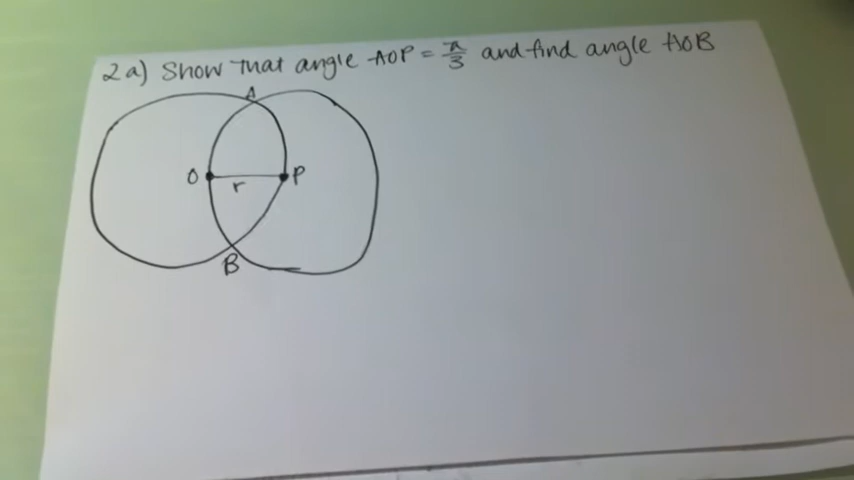 2a) Show that angle AOP = π/3 and find angle AOB
A
O r P
B